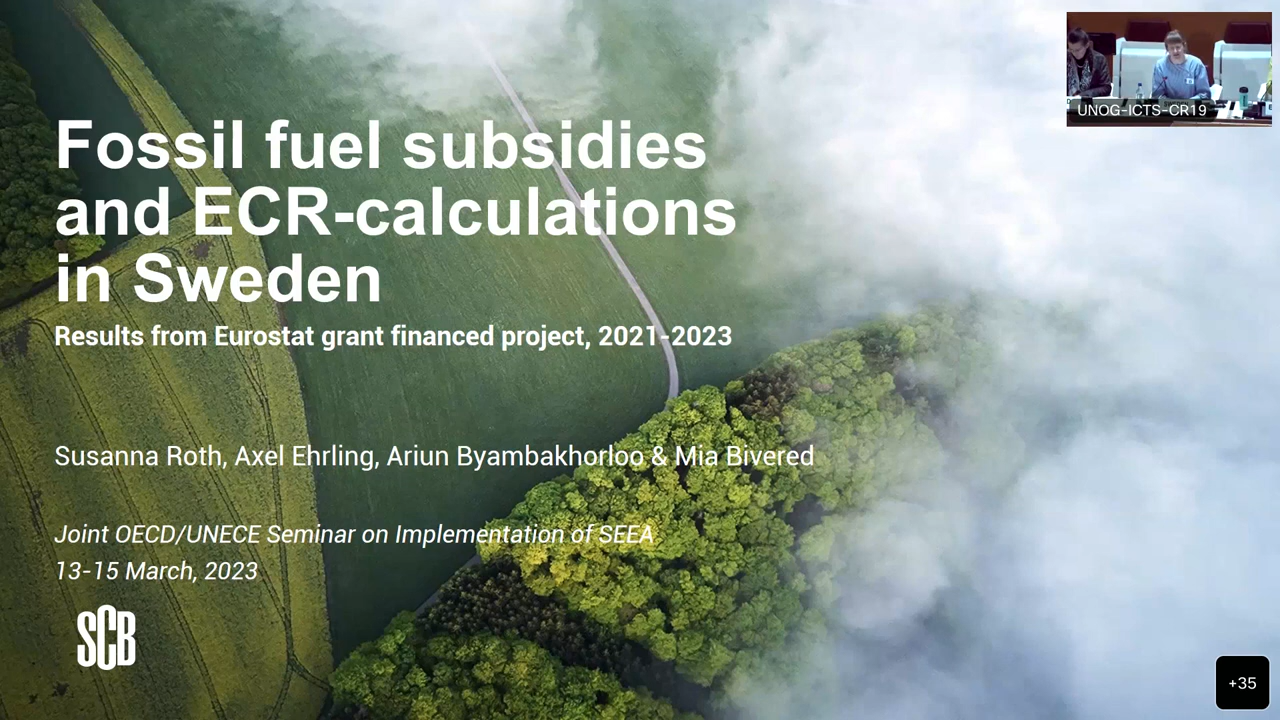 Fossil fuel subsidies
and ECR-calculations
in Sweden
Results from Eurostat grant financed project, 2021-2023
Susanna Roth, Axel Ehrling, Ariun Byambakhorloo & Mia Bivered
Joint OECD/UNECE Seminar on Implementation of SEEA
13-15 March, 2023
SCB
UNOG-ICTS-CR19
+35